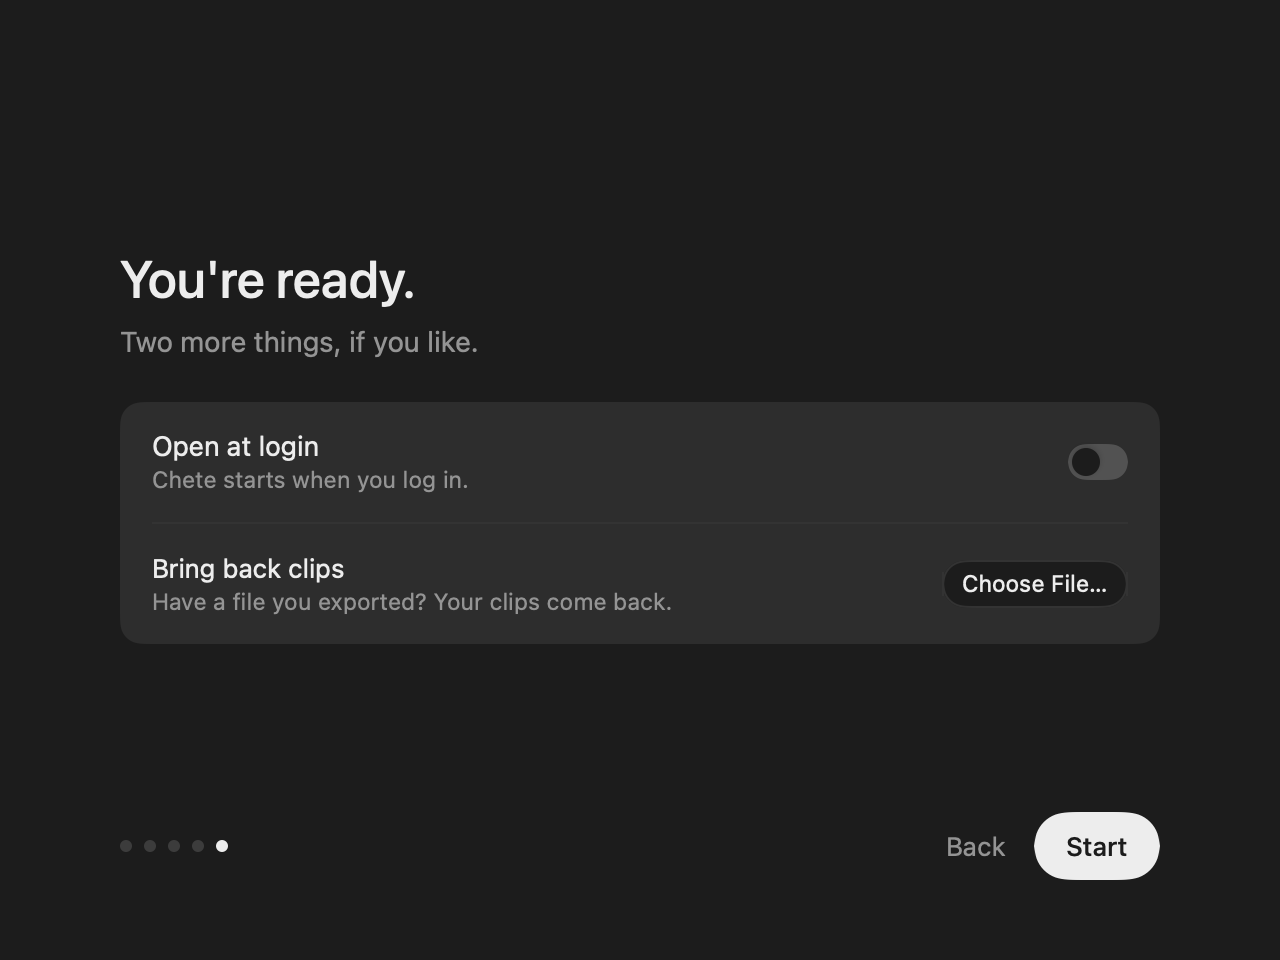 You're ready.
Two more things, if you like.
Open at login
Chete starts when you log in.
Bring back clips
Have a file you exported? Your clips come back.
Choose File...
Back
Start